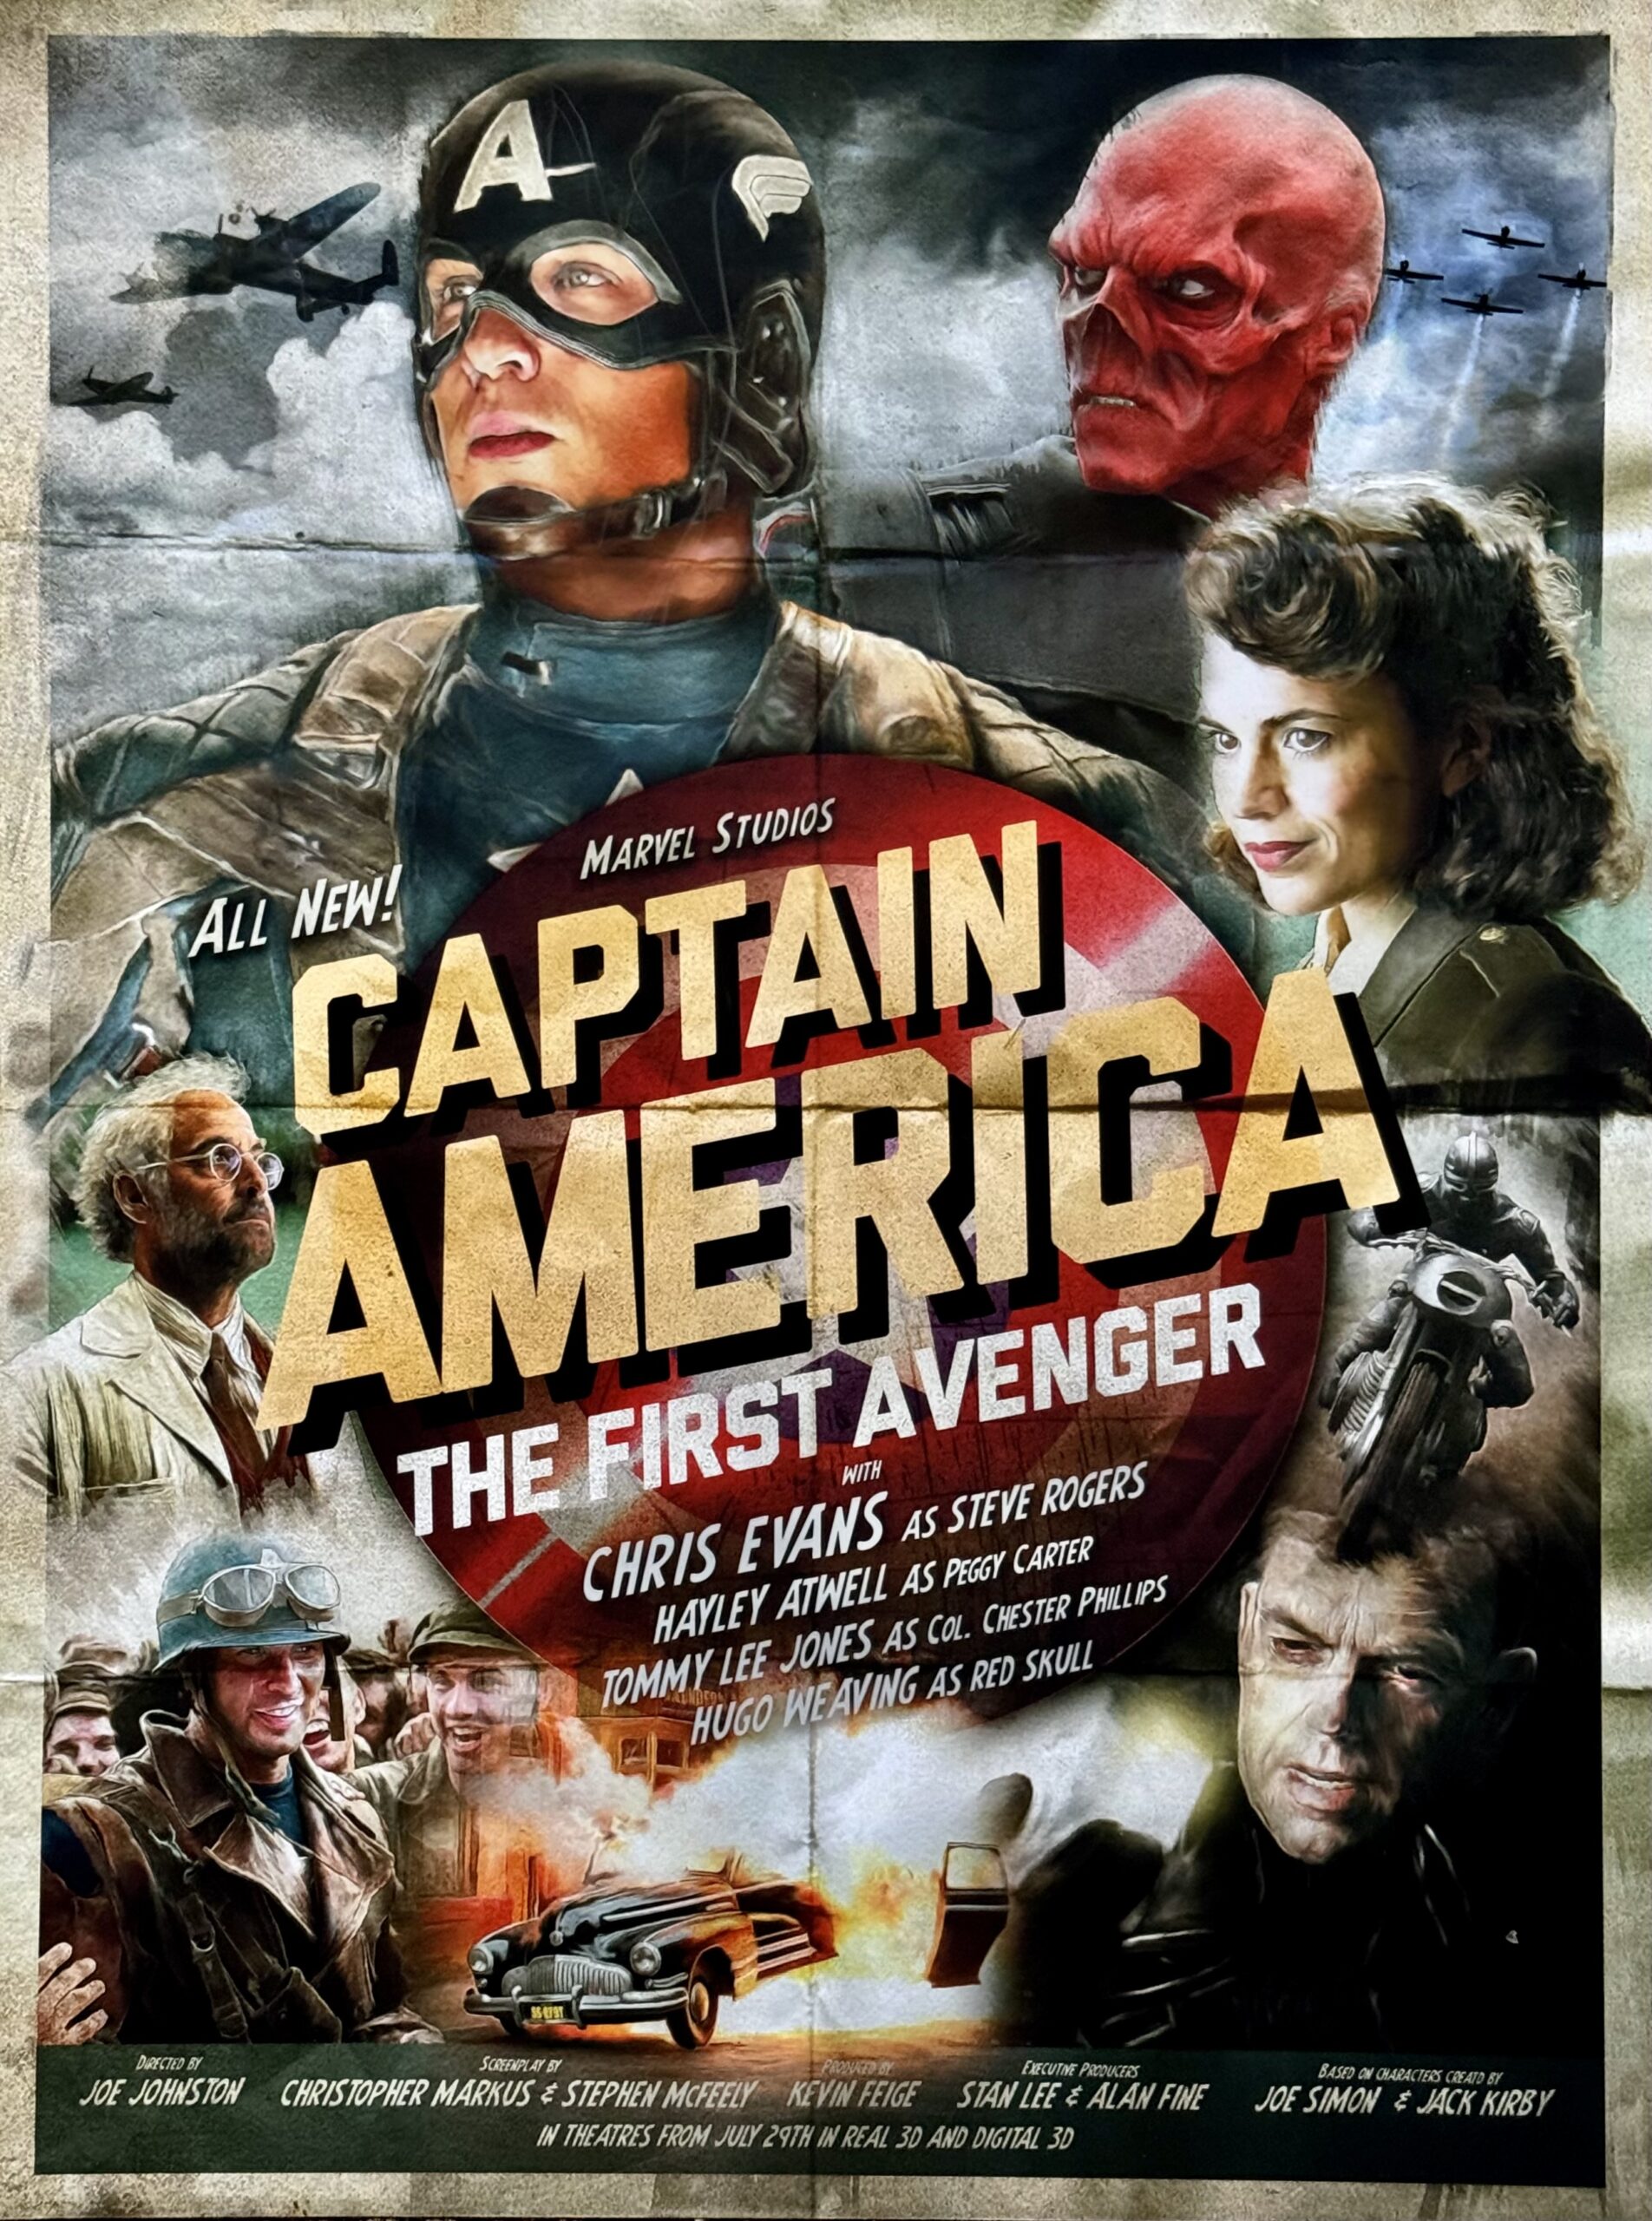 A
MARVEL STUDIOS
ALL NEW!
CAPTAIN
AMERICA
THE FIRST AVENGER
WITH
CHRIS EVANS AS STEVE ROGERS
HAYLEY ATWELL AS PEGGY CARTER
TOMMY LEE JONES AS COL. CHESTER PHILLIPS
HUGO WEAVING AS RED SKULL
DIRECTED BY
JOE JOHNSTON
SCREENPLAY BY
CHRISTOPHER MARKUS & STEPHEN MCFEELY
PRODUCED BY
KEVIN FEIGE
EXECUTIVE PRODUCERS
STAN LEE & ALAN FINE
BASED ON CHARACTERS CREATD BY
JOE SIMON & JACK KIRBY
IN THEATRES FROM JULY 29TH IN REAL 3D AND DIGITAL 3D